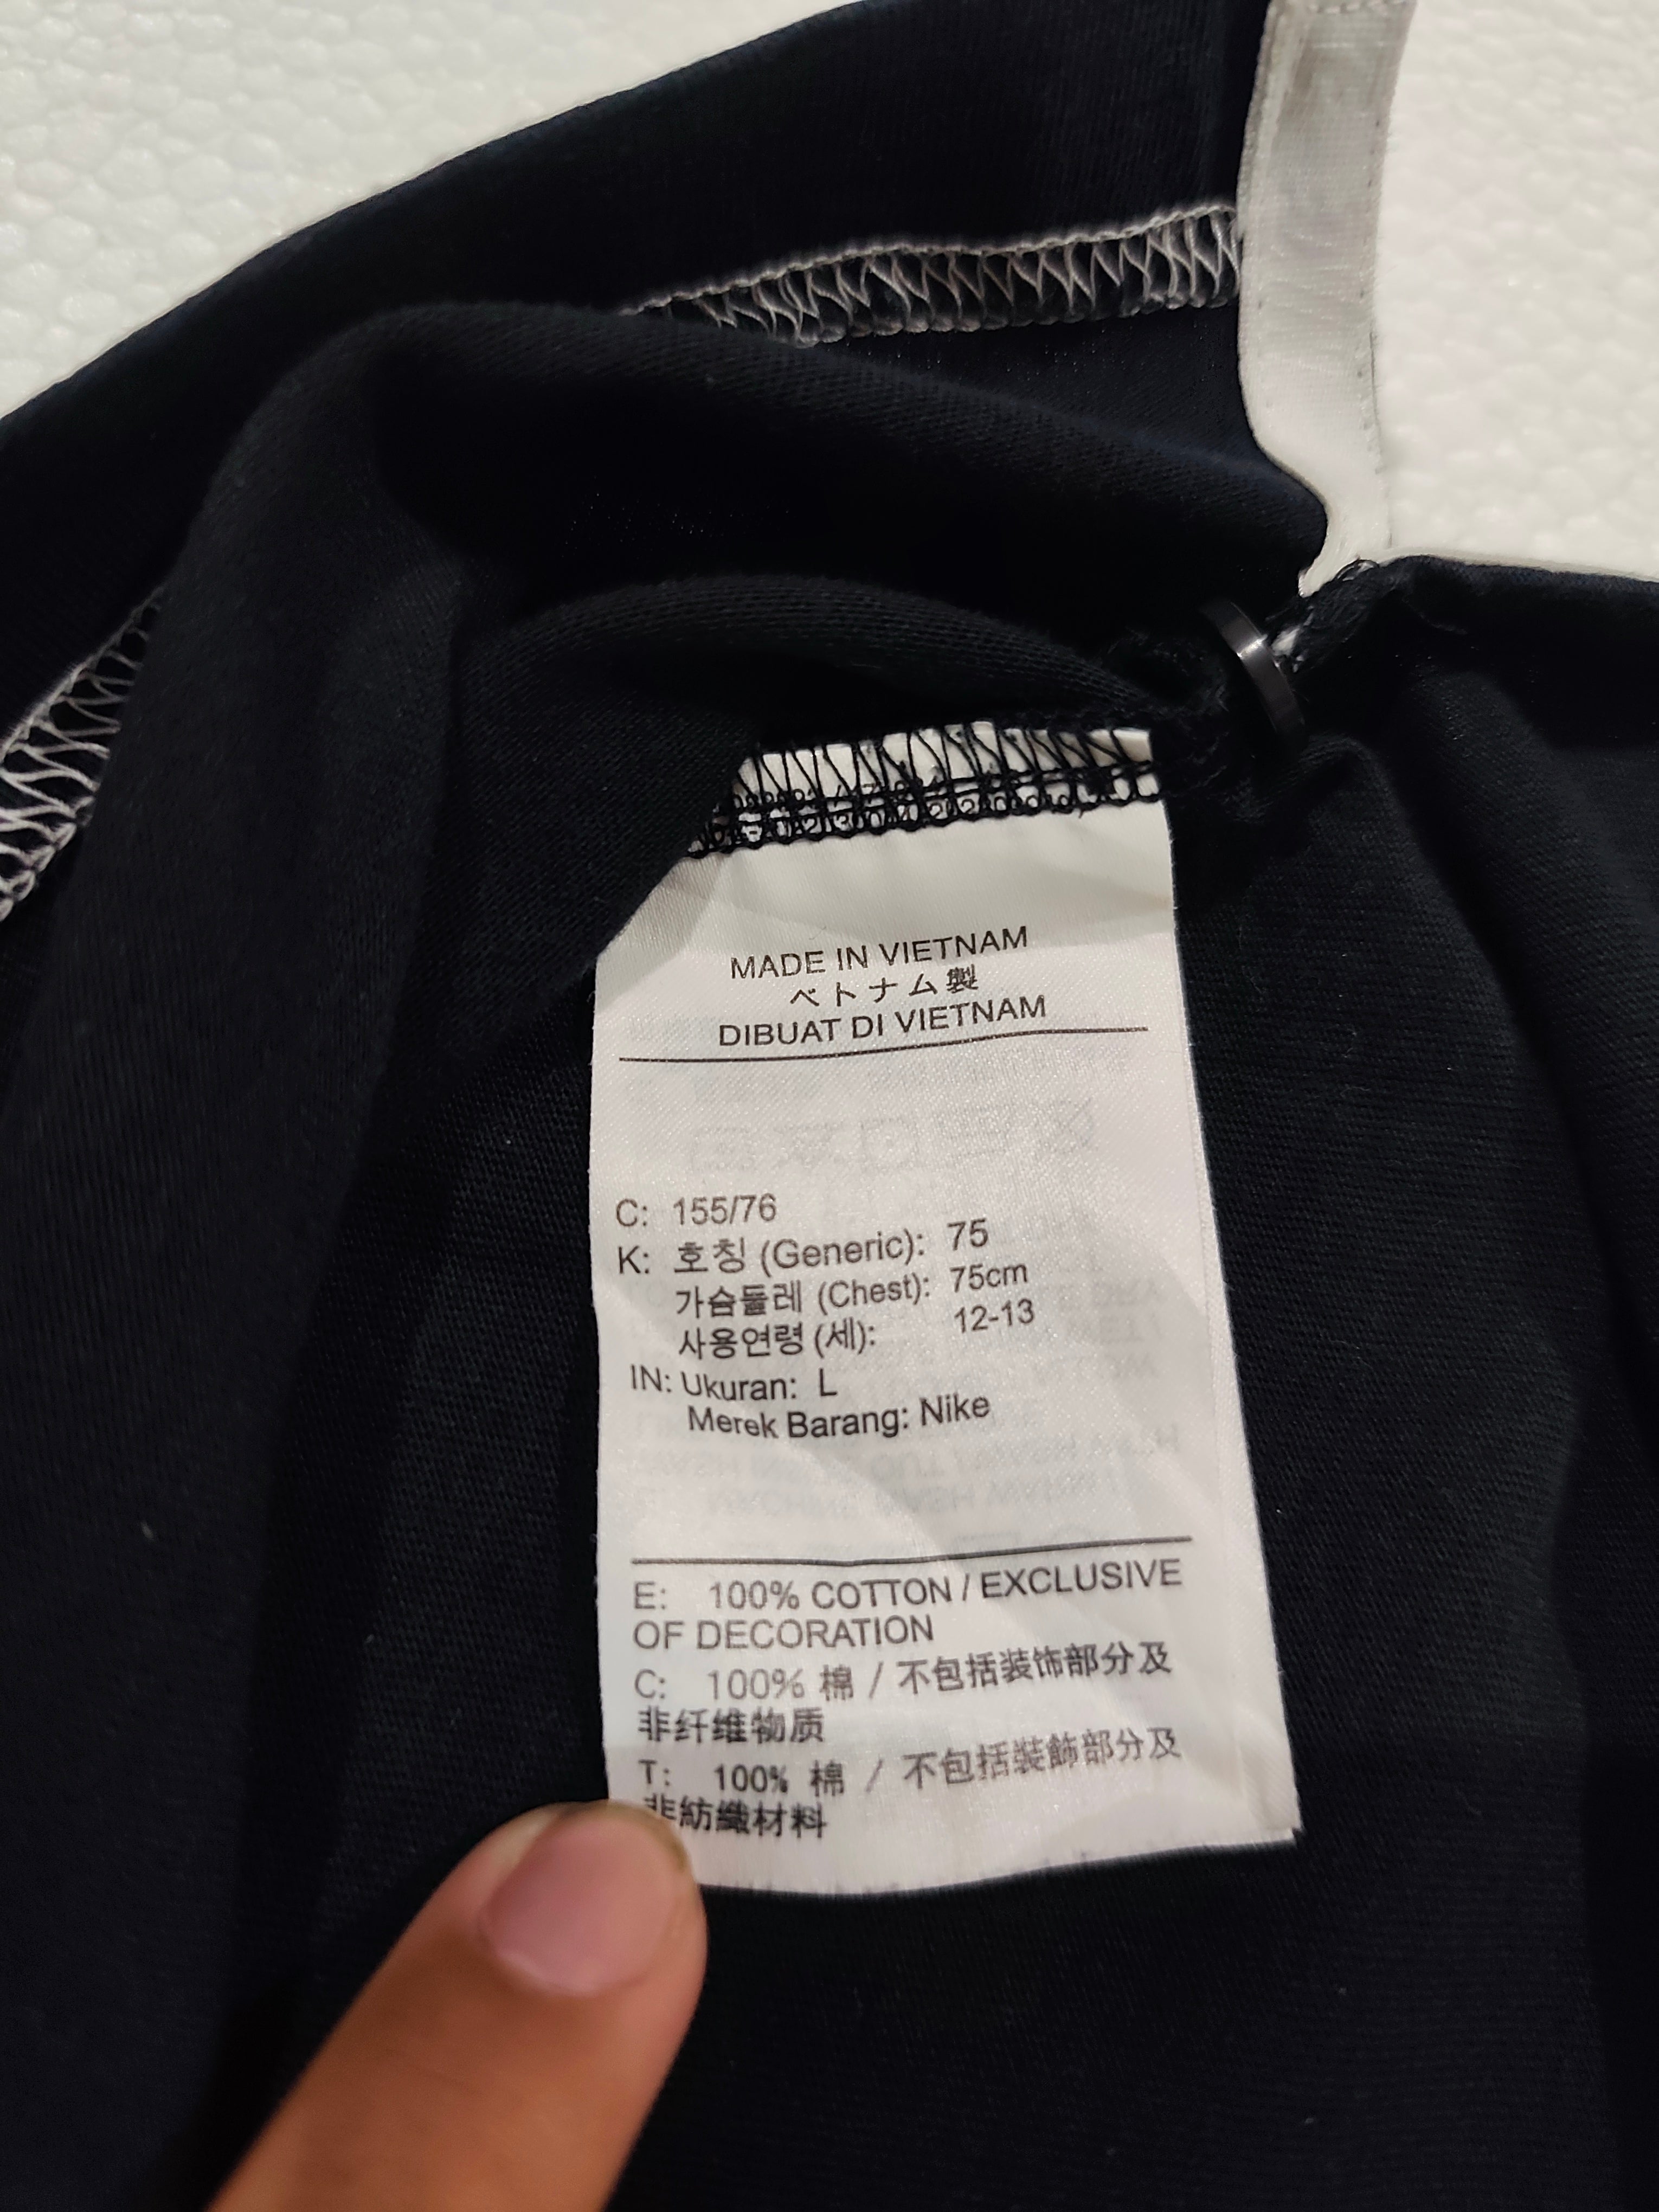 MADE IN VIETNAM
ベトナム製
DIBUAT DI VIETNAM
C: 155/76
K: 호칭 (Generic): 75
가슴둘레 (Chest): 75cm
사용연령 (세): 12-13
IN: Ukuran: L
Merek Barang: Nike
E: 100% COTTON / EXCLUSIVE
OF DECORATION
C: 100% 棉 / 不包括装饰部分及
非纤维物质
T: 100% 棉 / 不包括裝飾部分及
非紡織材料